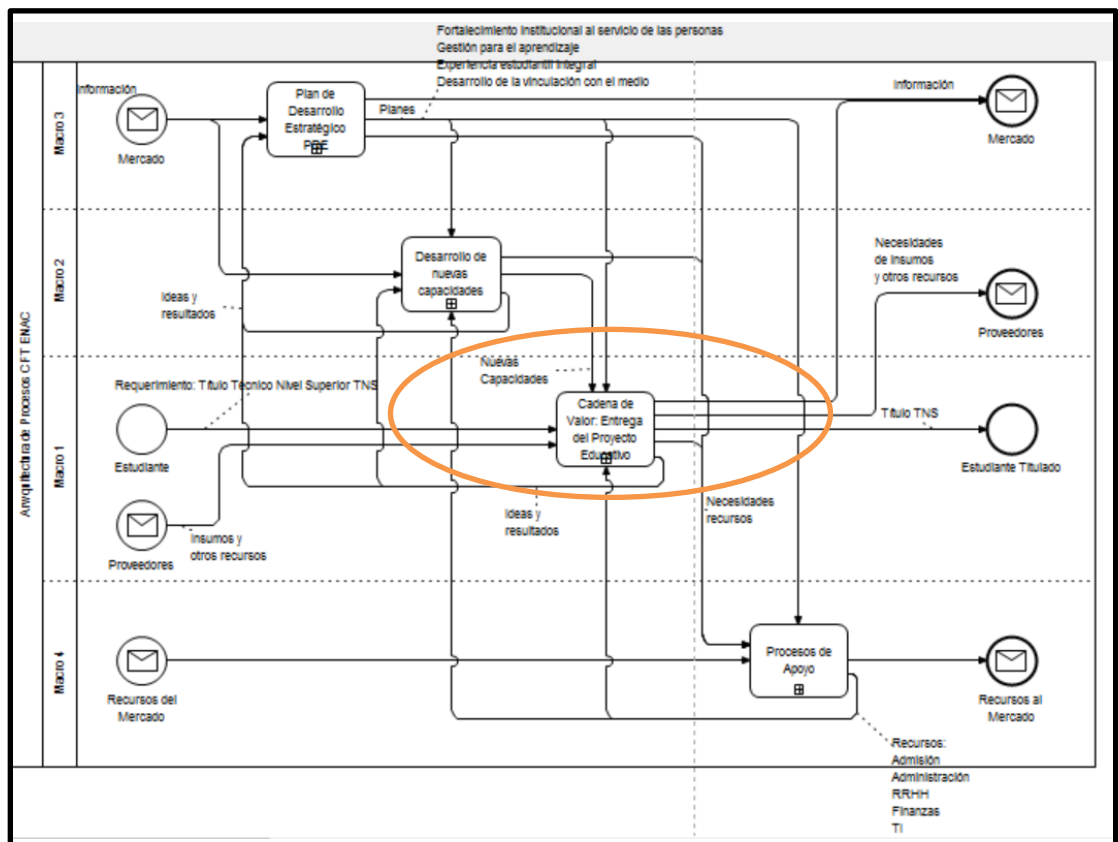 Fortalecimiento Institucional al servicio de las personas
Gestión para el aprendizaje
Experiencia estudiantil Integral
Desarrollo de la vinculación con el medio
Arwquitectura de Procesos CFT ENAC
Macro 3
Información
Mercado
Plan de
Desarrollo
Estratégico
PDE
Planes
Información
Mercado
Macro 2
Desarrollo de
nuevas
capacidades
Ideas y
resultados
Necesidades
de Insumos
y otros recursos
Proveedores
Macro 1
Nuevas
Capacidades
Requerimiento: Título Técnico Nivel Superior TNS
Estudiante
Cadena de
Valor: Entrega
del Proyecto
Educativo
Título TNS
Estudiante Titulado
Ideas y
resultados
Necesidades
recursos
Insumos y
otros recursos
Proveedores
Macro 4
Recursos del
Mercado
Procesos de
Apoyo
Recursos al
Mercado
Recursos:
Admisión
Administración
RRHH
Finanzas
TI